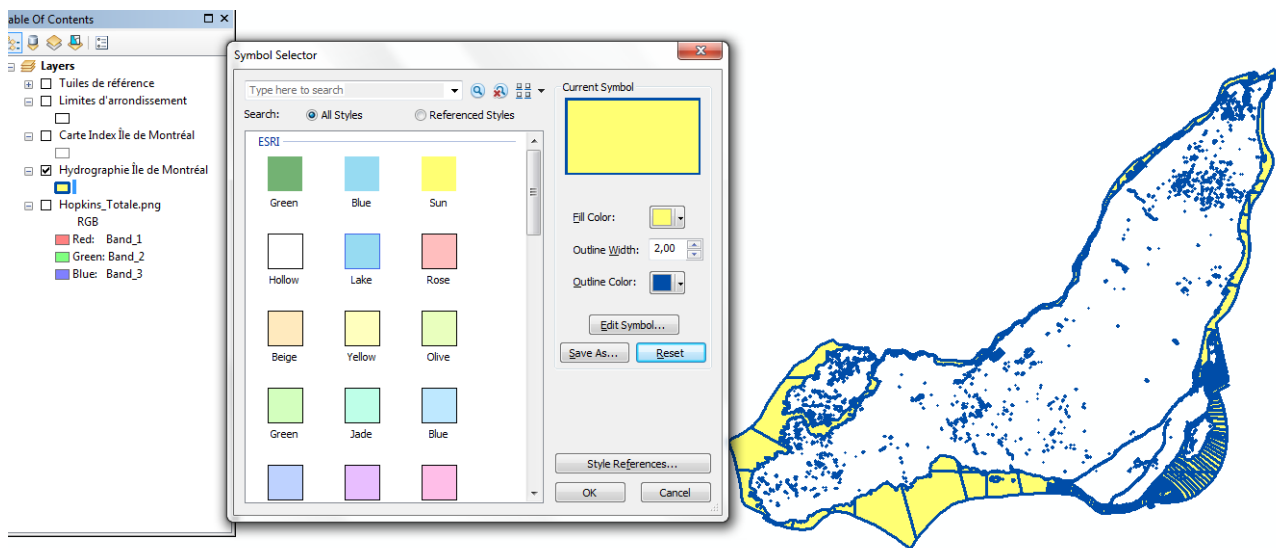 able Of Contents
Layers
Tuiles de référence
Limites d'arrondissement
Carte Index Île de Montréal
Hydrographie Île de Montréal
Hopkins_Totale.png
RGB
Red: Band_1
Green: Band_2
Blue: Band_3
Symbol Selector
Type here to search
Search: All Styles Referenced Styles
ESRI
Green Blue Sun
Hollow Lake Rose
Beige Yellow Olive
Green Jade Blue
Current Symbol
Fill Color:
Outline Width: 2,00
Outline Color:
Edit Symbol...
Save As... Reset
Style References...
OK Cancel